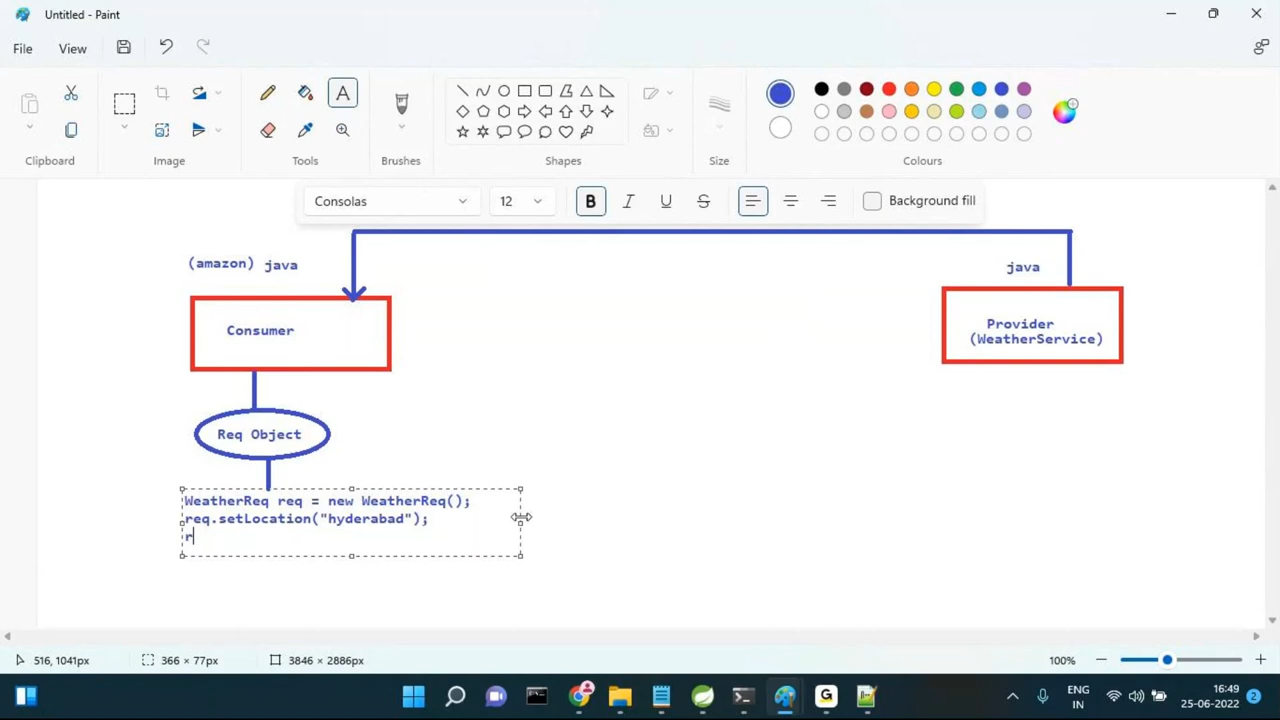 Untitled - Paint
File
View
Clipboard
Image
Tools
Brushes
Shapes
Size
Colours
A
Consolas
12
B
I
U
S
Background fill
(amazon) java
java
Consumer
Provider
(WeatherService)
Req Object
WeatherReq req = new WeatherReq();
req.setLocation("hyderabad");
r
516, 1041px
366 × 77px
3846 × 2886px
100%
G
ENG
IN
16:49
25-06-2022
2